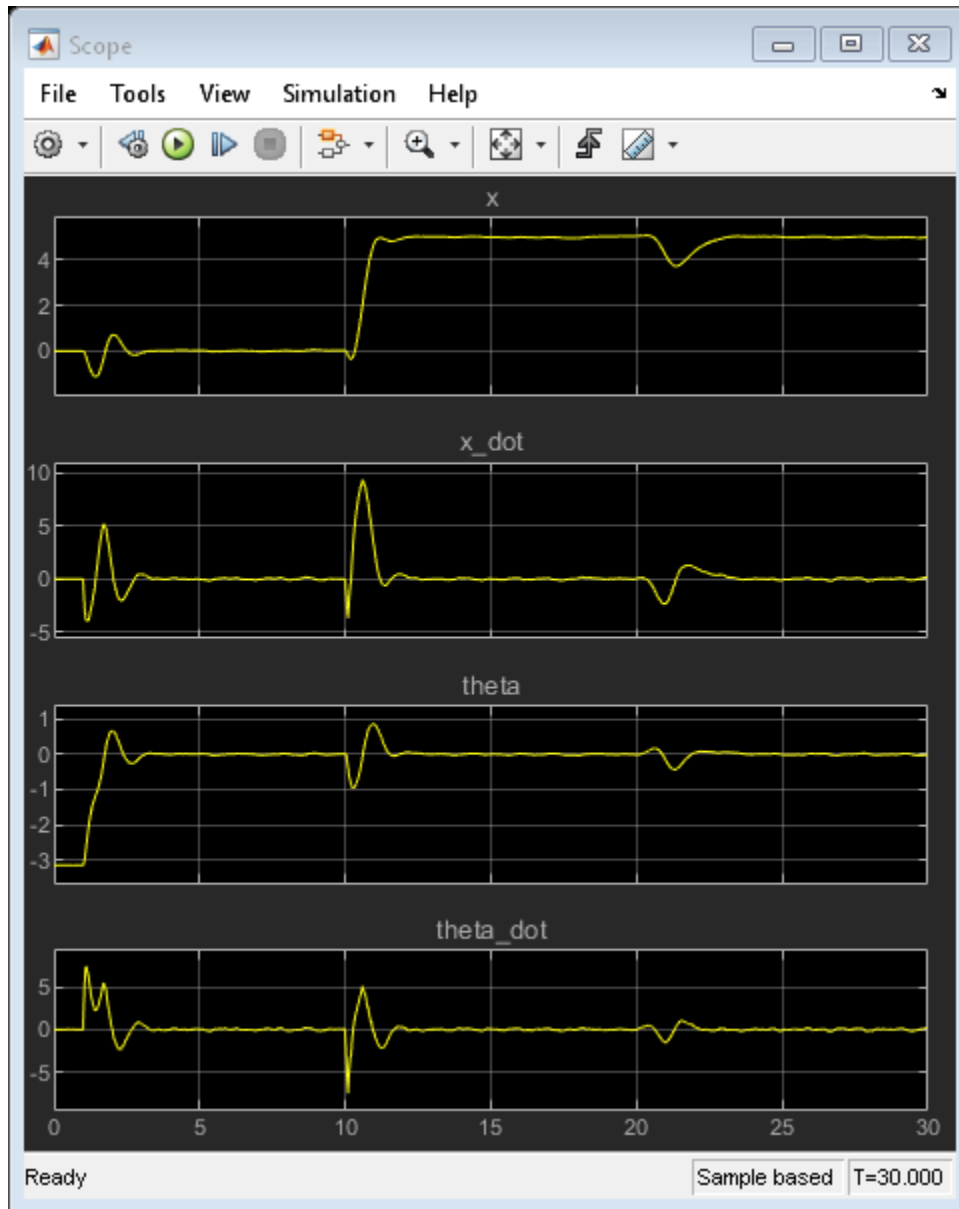 Scope
File Tools View Simulation Help
x
4
2
0
x_dot
10
5
0
-5
theta
1
0
-1
-2
-3
theta_dot
5
0
-5
0 5 10 15 20 25 30
Ready Sample based T=30.000